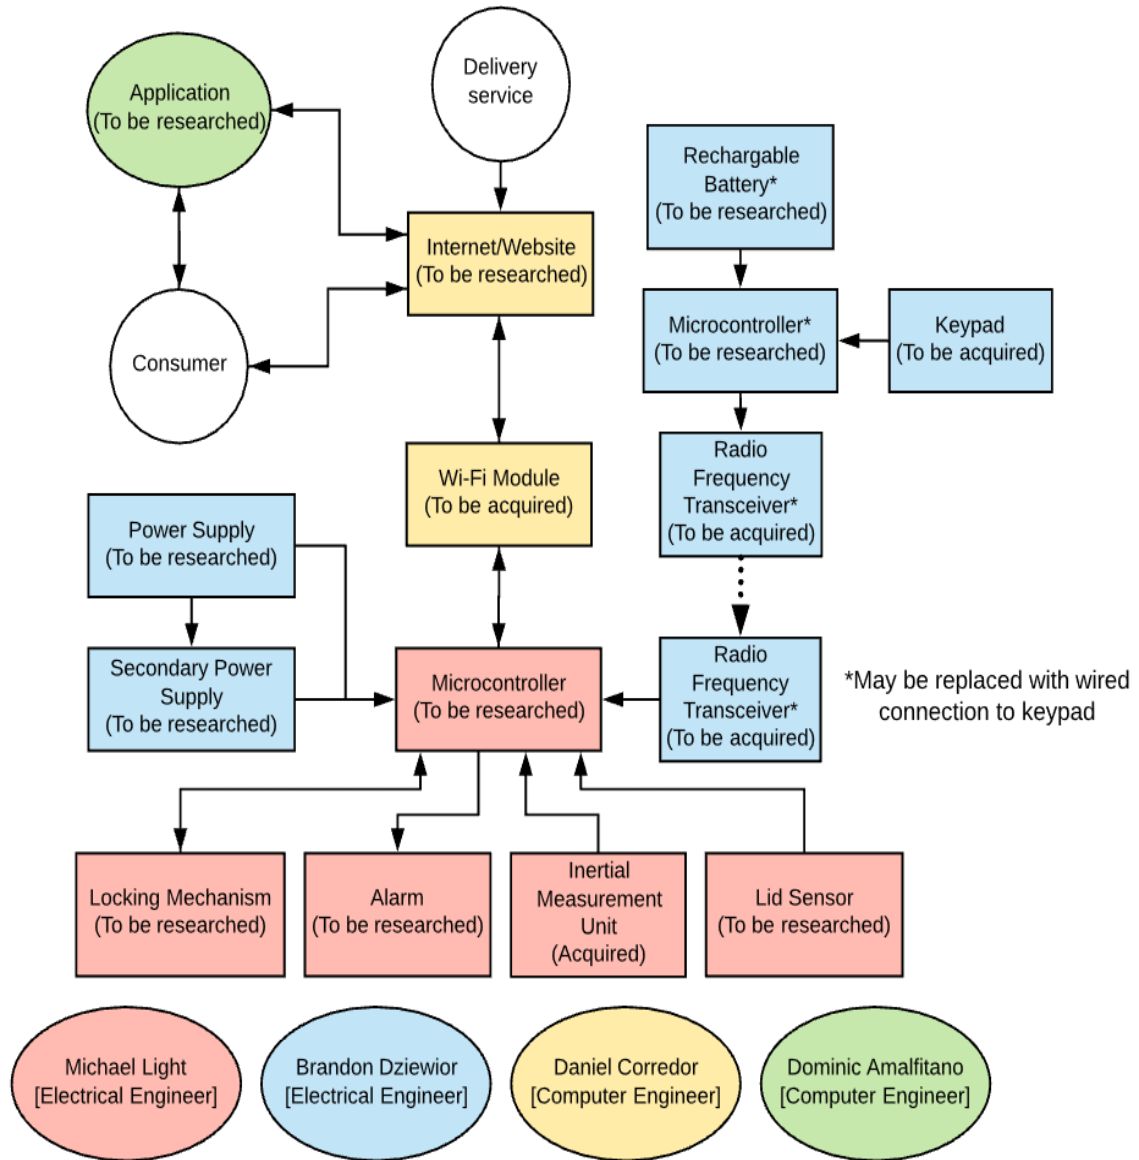 Application
(To be researched)
Delivery
service
Rechargable
Battery*
(To be researched)
Internet/Website
(To be researched)
Microcontroller*
(To be researched)
Keypad
(To be acquired)
Consumer
Radio
Frequency
Transceiver*
(To be acquired)
Wi-Fi Module
(To be acquired)
Power Supply
(To be researched)
Secondary Power
Supply
(To be researched)
Microcontroller
(To be researched)
Radio
Frequency
Transceiver*
(To be acquired)
*May be replaced with wired
connection to keypad
Locking Mechanism
(To be researched)
Alarm
(To be researched)
Inertial
Measurement
Unit
(Acquired)
Lid Sensor
(To be researched)
Michael Light
[Electrical Engineer]
Brandon Dziewior
[Electrical Engineer]
Daniel Corredor
[Computer Engineer]
Dominic Amalfitano
[Computer Engineer]